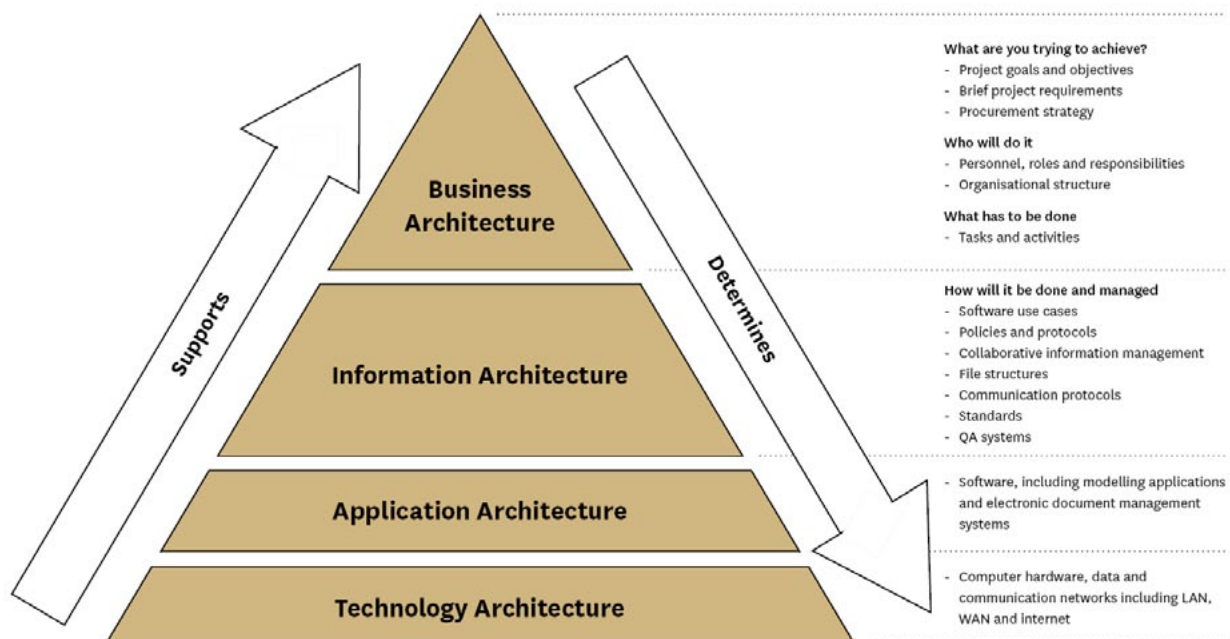 Supports
Business
Architecture
Information Architecture
Application Architecture
Technology Architecture
Determines
What are you trying to achieve?
- Project goals and objectives
- Brief project requirements
- Procurement strategy
Who will do it
- Personnel, roles and responsibilities
- Organisational structure
What has to be done
- Tasks and activities
How will it be done and managed
- Software use cases
- Policies and protocols
- Collaborative information management
- File structures
- Communication protocols
- Standards
- QA systems
- Software, including modelling applications
and electronic document management
systems
- Computer hardware, data and
communication networks including LAN,
WAN and internet